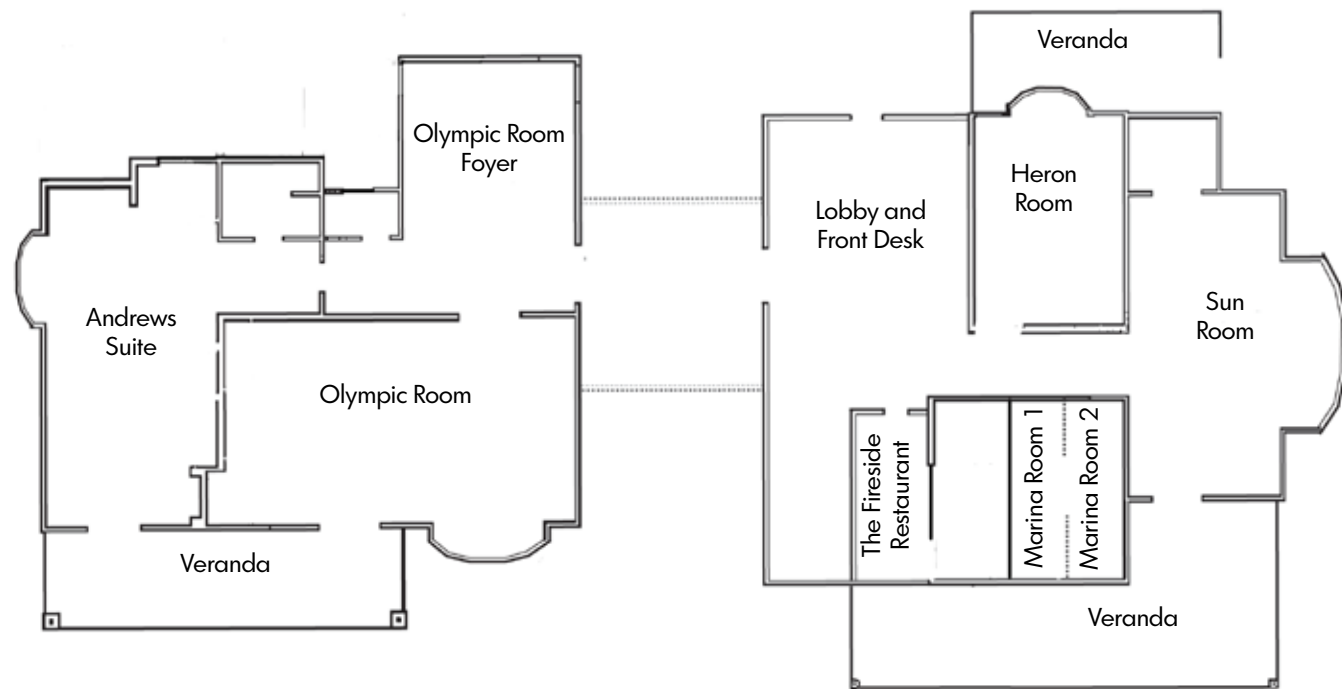 Veranda
Olympic Room
Foyer
Heron
Room
Lobby and
Front Desk
Andrews
Suite
Sun
Room
Olympic Room
The Fireside
Restaurant
Marina Room 1
Marina Room 2
Veranda
Veranda